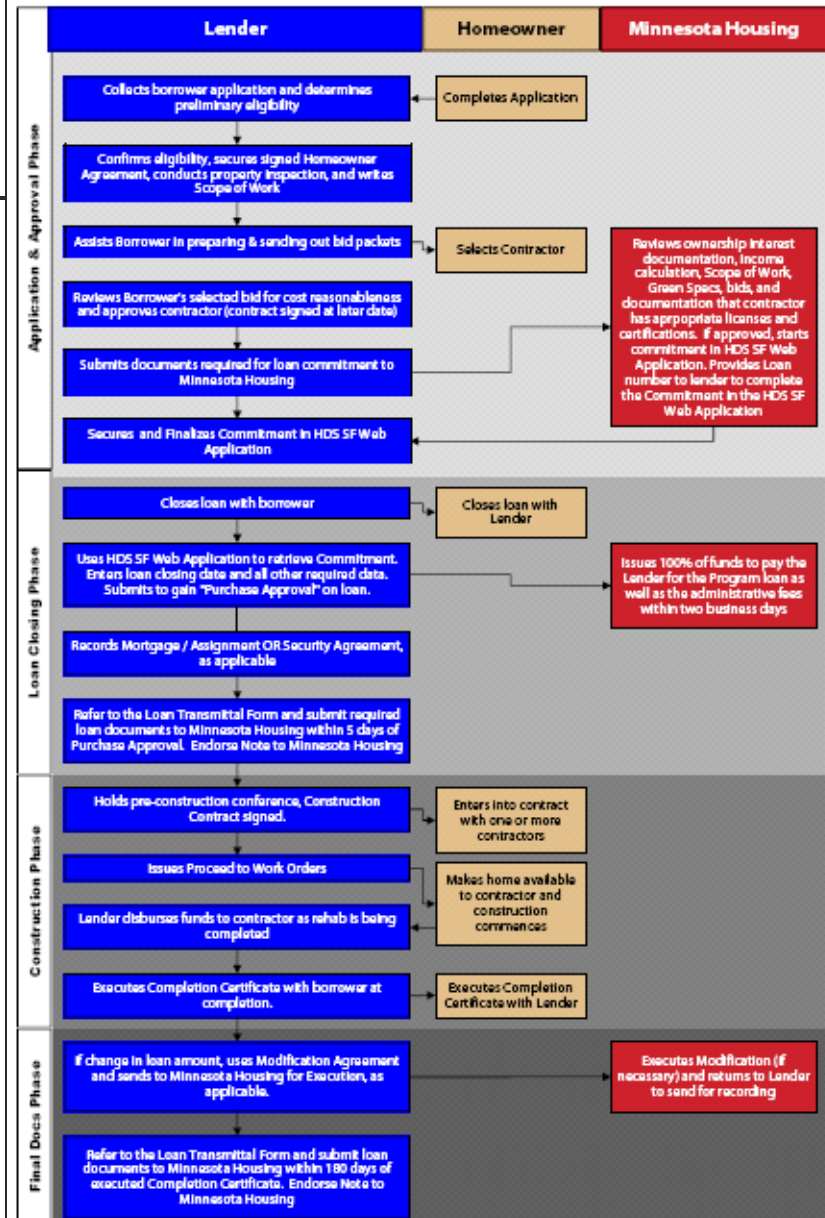 Lender
Homeowner
Minnesota Housing
Application & Approval Phase
Collects borrower application and determines
preliminary eligibility
Completes Application
Confirms eligibility, secures signed Homeowner
Agreement, conducts property inspection, and writes
Scope of Work
Assists Borrower in preparing & sending out bid packets
Selects Contractor
Reviews Borrower's selected bid for cost reasonableness
and approves contractor (contract signed at later date)
Submits documents required for loan commitment to
Minnesota Housing
Reviews ownership interest
documentation, income
calculation, Scope of Work,
Green Specs, bids, and
documentation that contractor
has aprpopriate licenses and
certifications. If approved, starts
commitment in HDS SF Web
Application. Provides Loan
number to lender to complete
the Commitment in the HDS SF
Web Application
Secures and Finalizes Commitment in HDS SF Web
Application
Loan Closing Phase
Closes loan with borrower
Closes loan with
Lender
Uses HDS SF Web Application to retrieve Commitment.
Enters loan closing date and all other required data.
Submits to gain "Purchase Approval" on loan.
Issues 100% of funds to pay the
Lender for the Program loan as
well as the administrative fees
within two business days
Records Mortgage / Assignment OR Security Agreement,
as applicable
Refer to the Loan Transmittal Form and submit required
loan documents to Minnesota Housing within 5 days of
Purchase Approval. Endorse Note to Minnesota Housing
Construction Phase
Holds pre-construction conference, Construction
Contract signed.
Enters into contract
with one or more
contractors
Issues Proceed to Work Orders
Makes home available
to contractor and
construction
commences
Lender disburses funds to contractor as rehab is being
completed
Executes Completion Certificate with borrower at
completion.
Executes Completion
Certificate with Lender
Final Docs Phase
If change in loan amount, uses Modification Agreement
and sends to Minnesota Housing for Execution, as
applicable.
Executes Modification (if
necessary) and returns to Lender
to send for recording
Refer to the Loan Transmittal Form and submit loan
documents to Minnesota Housing within 180 days of
executed Completion Certificate. Endorse Note to
Minnesota Housing